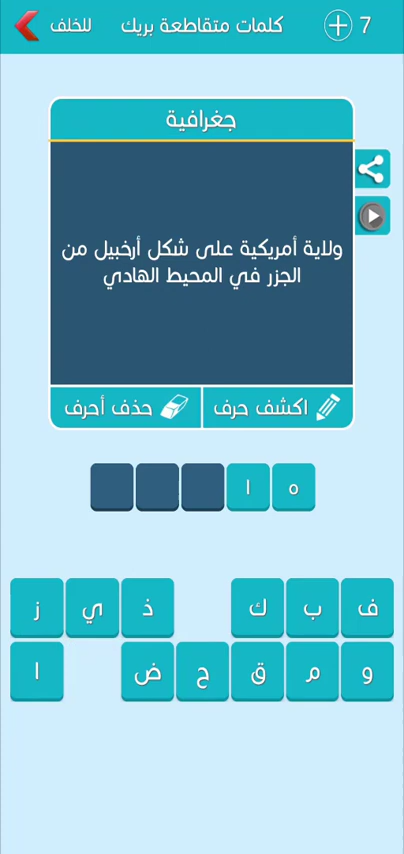 للخلف كلمات متقاطعة بريك 7
جغرافية
ولاية أمريكية على شكل أرخبيل من
الجزر في المحيط الهادي
اكشف حرف حذف أحرف
ه ا
ف ب ك ذ ي ز
و م ق ح ض ا